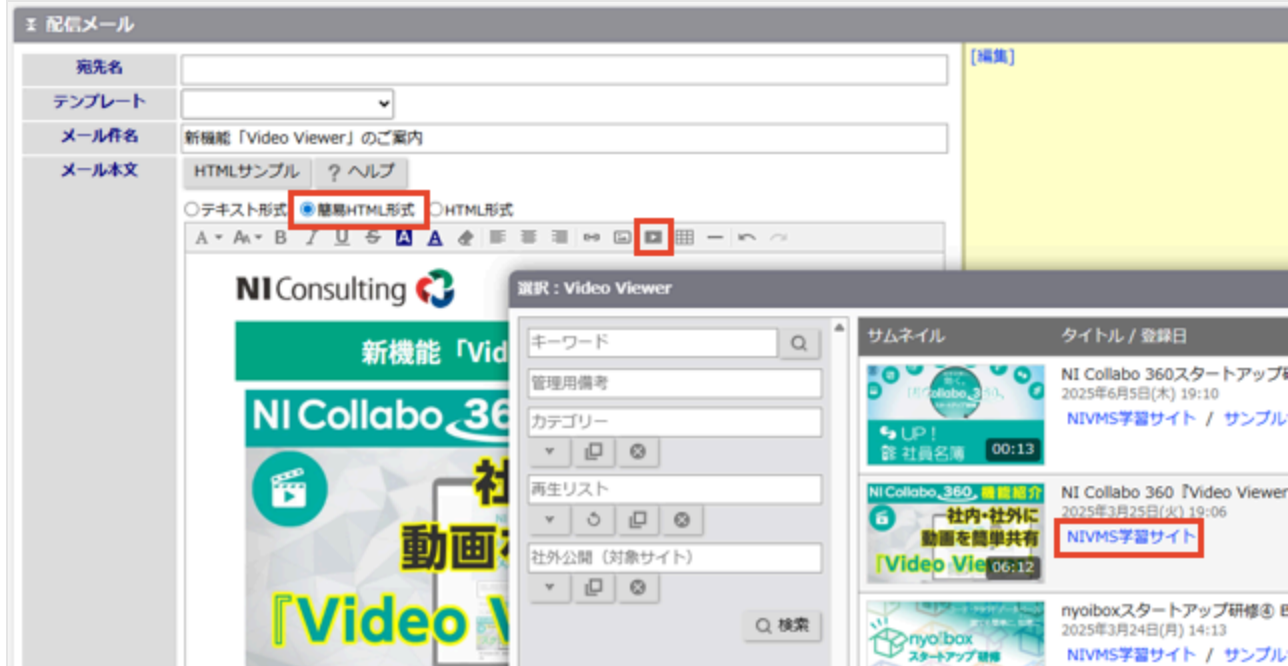 配信メール
宛先名
[編集]
テンプレート
メール件名
新機能「Video Viewer」のご案内
メール本文
HTMLサンプル
? ヘルプ
テキスト形式
簡易HTML形式
HTML形式
NI Consulting
新機能「Vid
NI Collabo 36
動画
『Video V
選択：Video Viewer
キーワード
管理用備考
カテゴリー
再生リスト
社外公開（対象サイト）
検索
サムネイル
タイトル / 登録日
UP!
社員名簿
00:13
NI Collabo 360スタートアップ
2025年6月5日(木) 19:10
NIVMS学習サイト / サンプル
NI Collabo 360 機能紹介
社内・社外に
動画を簡単共有
『Video Vie
06:12
NI Collabo 360『Video Viewer
2025年3月25日(火) 19:06
NIVMS学習サイト
nyoibox
スタートアップ研修
nyoiboxスタートアップ研修④
2025年3月24日(月) 14:13
NIVMS学習サイト / サンプル